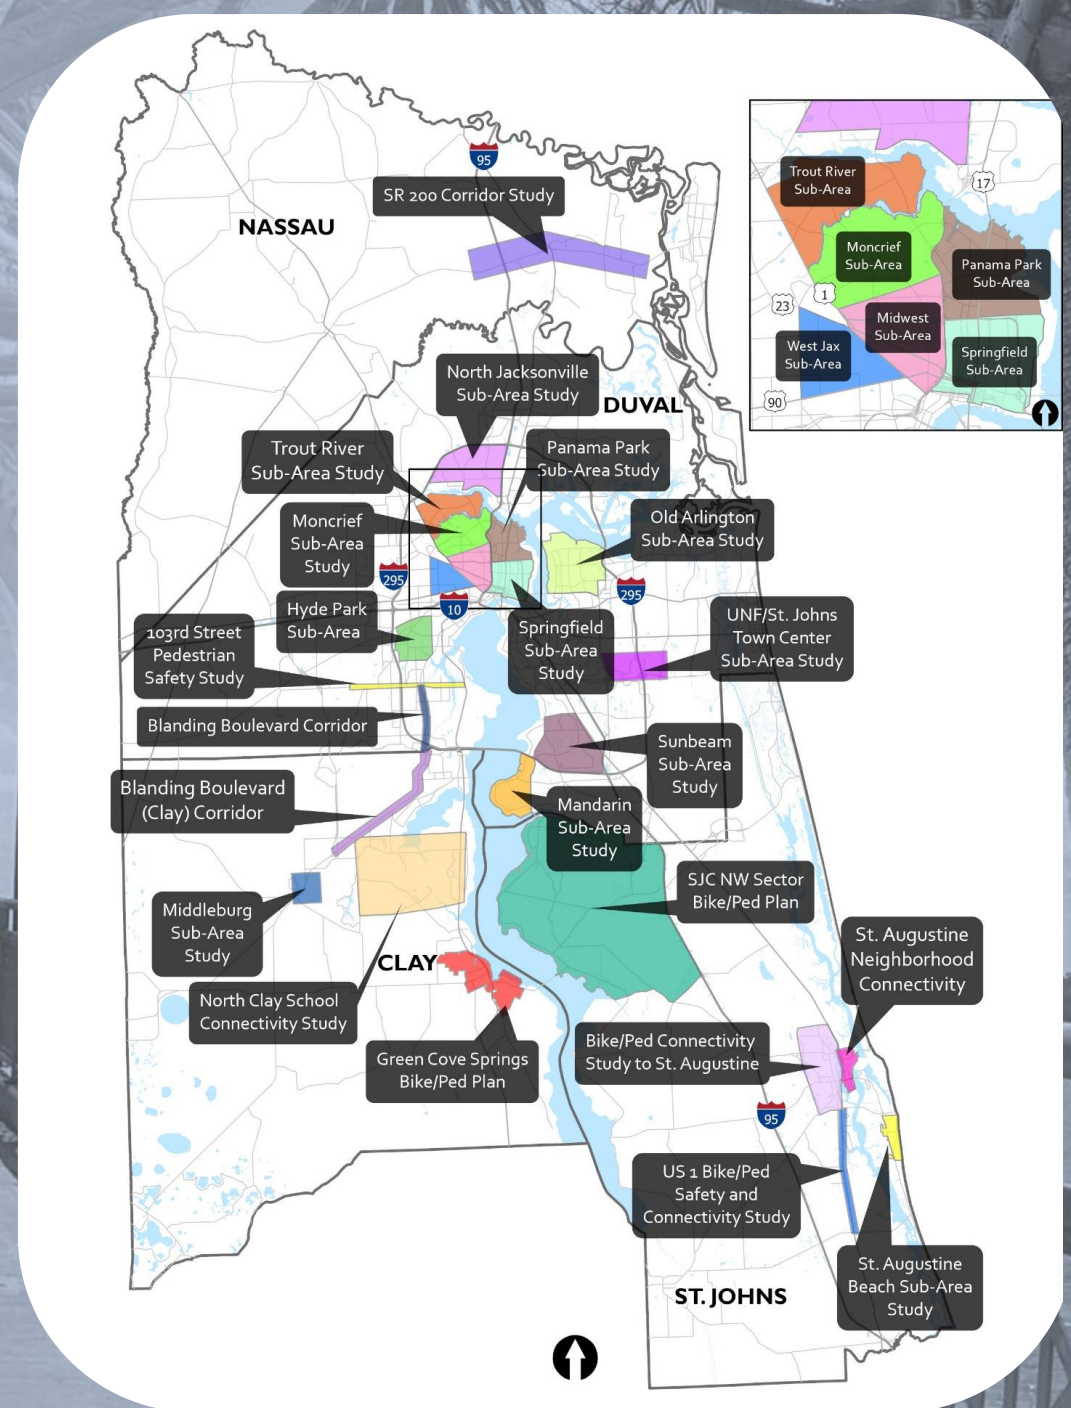 95
SR 200 Corridor Study
NASSAU
Trout River
Sub-Area
17
Moncrief
Sub-Area
Panama Park
Sub-Area
1
23
Midwest
Sub-Area
West Jax
Sub-Area
Springfield
Sub-Area
90
North Jacksonville
Sub-Area Study
DUVAL
Trout River
Sub-Area Study
Panama Park
Sub-Area Study
Moncrief
Sub-Area
Study
Old Arlington
Sub-Area Study
295
10
295
Hyde Park
Sub-Area
103rd Street
Pedestrian
Safety Study
Springfield
Sub-Area
Study
UNF/St. Johns
Town Center
Sub-Area Study
Blanding Boulevard Corridor
Sunbeam
Sub-Area
Study
Blanding Boulevard
(Clay) Corridor
Mandarin
Sub-Area
Study
SJC NW Sector
Bike/Ped Plan
Middleburg
Sub-Area
Study
St. Augustine
Neighborhood
Connectivity
CLAY
North Clay School
Connectivity Study
Green Cove Springs
Bike/Ped Plan
Bike/Ped Connectivity
Study to St. Augustine
95
US 1 Bike/Ped
Safety and
Connectivity Study
St. Augustine
Beach Sub-Area
Study
ST. JOHNS